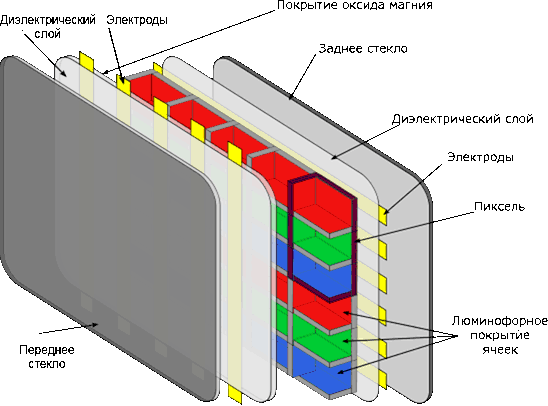 Покрытие оксида магния
Диэлектрический
слой
Электроды
Заднее стекло
Диэлектрический слой
Электроды
Пиксель
Люминофорное
покрытие
ячеек
Переднее
стекло